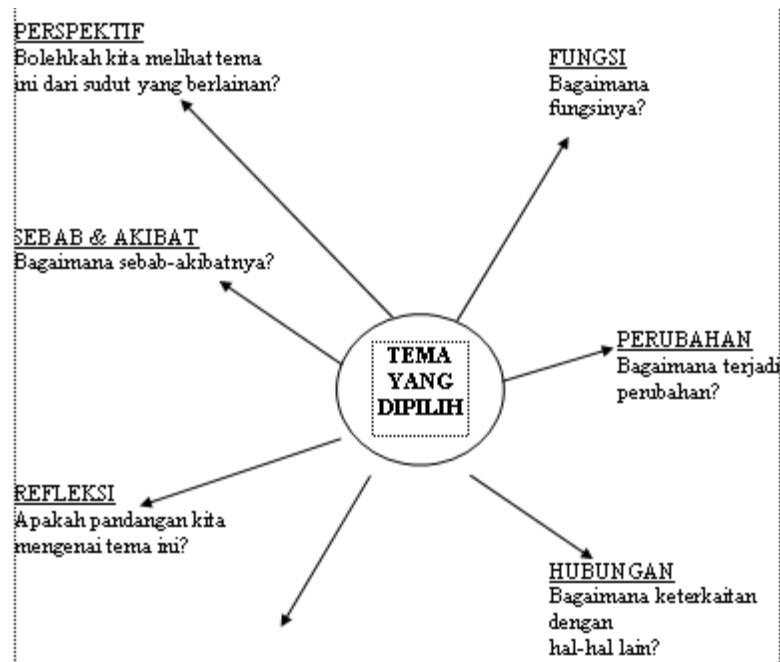 PERSPEKTIF
Bolehkah kita melihat tema
ini dari sudut yang berlainan?
FUNGSI
Bagaimana
fungsinya?
SEBAB & AKIBAT
Bagaimana sebab-akibatnya?
PERUBAHAN
Bagaimana terjadi
perubahan?
TEMA
YANG
DIPILIH
REFLEKSI
Apakah pandangan kita
mengenai tema ini?
HUBUNGAN
Bagaimana keterkaitan
dengan
hal-hal lain?